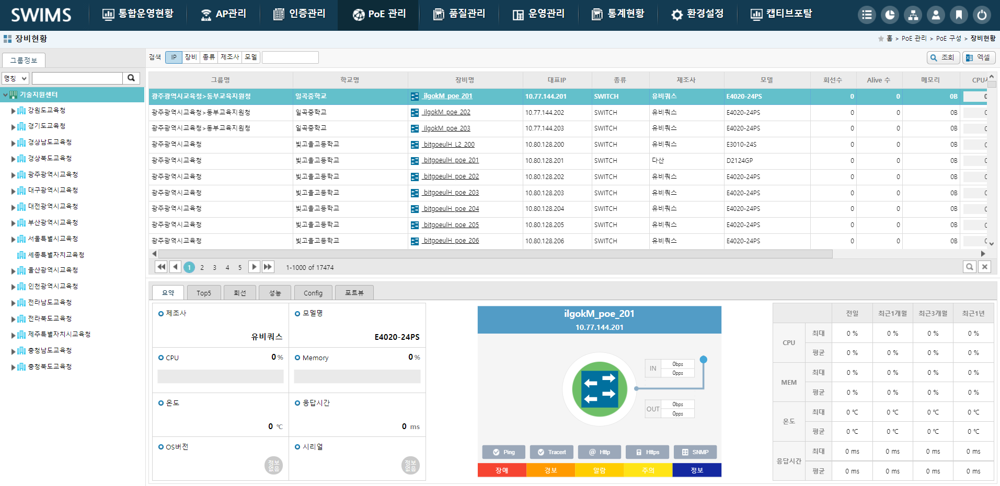 SWIMS 통합운영현황 AP관리 인증관리 PoE 관리 품질관리 운영관리 통계현황 환경설정 캡티브포탈
장비현황 홈 > PoE 관리 > PoE 구성 > 장비현황
그룹정보
명칭
기술지원센터
강원도교육청
경기도교육청
경상남도교육청
경상북도교육청
광주광역시교육청
대구광역시교육청
대전광역시교육청
부산광역시교육청
서울특별시교육청
세종특별자치교육청
울산광역시교육청
인천광역시교육청
전라남도교육청
전라북도교육청
제주특별자치시교육청
충청남도교육청
충청북도교육청
검색 IP 장비 종류 제조사 모델 조회 엑셀
그룹명 학교명 장비명 대표IP 종류 제조사 모델 회선수 Alive 수 메모리 CPU
광주광역시교육청>동부교육지원청 일곡중학교 ilgokM_poe_201 10.77.144.201 SWITCH 유비쿼스 E4020-24PS 0 0 0B 0
광주광역시교육청>동부교육지원청 일곡중학교 ilgokM_poe_202 10.77.144.202 SWITCH 유비쿼스 E4020-24PS 0 0 0B 0
광주광역시교육청>동부교육지원청 일곡중학교 ilgokM_poe_203 10.77.144.203 SWITCH 유비쿼스 E4020-24PS 0 0 0B 0
광주광역시교육청 빛고을고등학교 bitgoeulH_L2_200 10.80.128.200 SWITCH 유비쿼스 E3010-24S 0 0 0B 0
광주광역시교육청 빛고을고등학교 bitgoeulH_poe_201 10.80.128.201 SWITCH 다산 D2124GP 0 0 0B 0
광주광역시교육청 빛고을고등학교 bitgoeulH_poe_202 10.80.128.202 SWITCH 유비쿼스 E4020-24PS 0 0 0B 0
광주광역시교육청 빛고을고등학교 bitgoeulH_poe_203 10.80.128.203 SWITCH 유비쿼스 E4020-24PS 0 0 0B 0
광주광역시교육청 빛고을고등학교 bitgoeulH_poe_204 10.80.128.204 SWITCH 유비쿼스 E4020-24PS 0 0 0B 0
광주광역시교육청 빛고을고등학교 bitgoeulH_poe_205 10.80.128.205 SWITCH 유비쿼스 E4020-24PS 0 0 0B 0
광주광역시교육청 빛고을고등학교 bitgoeulH_poe_206 10.80.128.206 SWITCH 유비쿼스 E4020-24PS 0 0 0B 0
1 2 3 4 5 1-1000 of 17474
요약 Top5 회선 성능 Config 포트뷰
제조사 모델명
유비쿼스 E4020-24PS
CPU 0 % Memory 0 %
온도 응답시간
0 ℃ 0 ms
OS버전 시리얼
정보 없음 정보 없음
ilgokM_poe_201
10.77.144.201
IN 0bps
0pps
OUT 0bps
0pps
Ping Tracert @ Http Https SNMP
장애 경보 알람 주의 정보
전일 최근1개월 최근3개월 최근1년
CPU 최대 0 % 0 % 0 % 0 %
평균 0 % 0 % 0 % 0 %
MEM 최대 0 % 0 % 0 % 0 %
평균 0 % 0 % 0 % 0 %
온도 최대 0 ℃ 0 ℃ 0 ℃ 0 ℃
평균 0 ℃ 0 ℃ 0 ℃ 0 ℃
응답시간 최대 0 ms 0 ms 0 ms 0 ms
평균 0 ms 0 ms 0 ms 0 ms